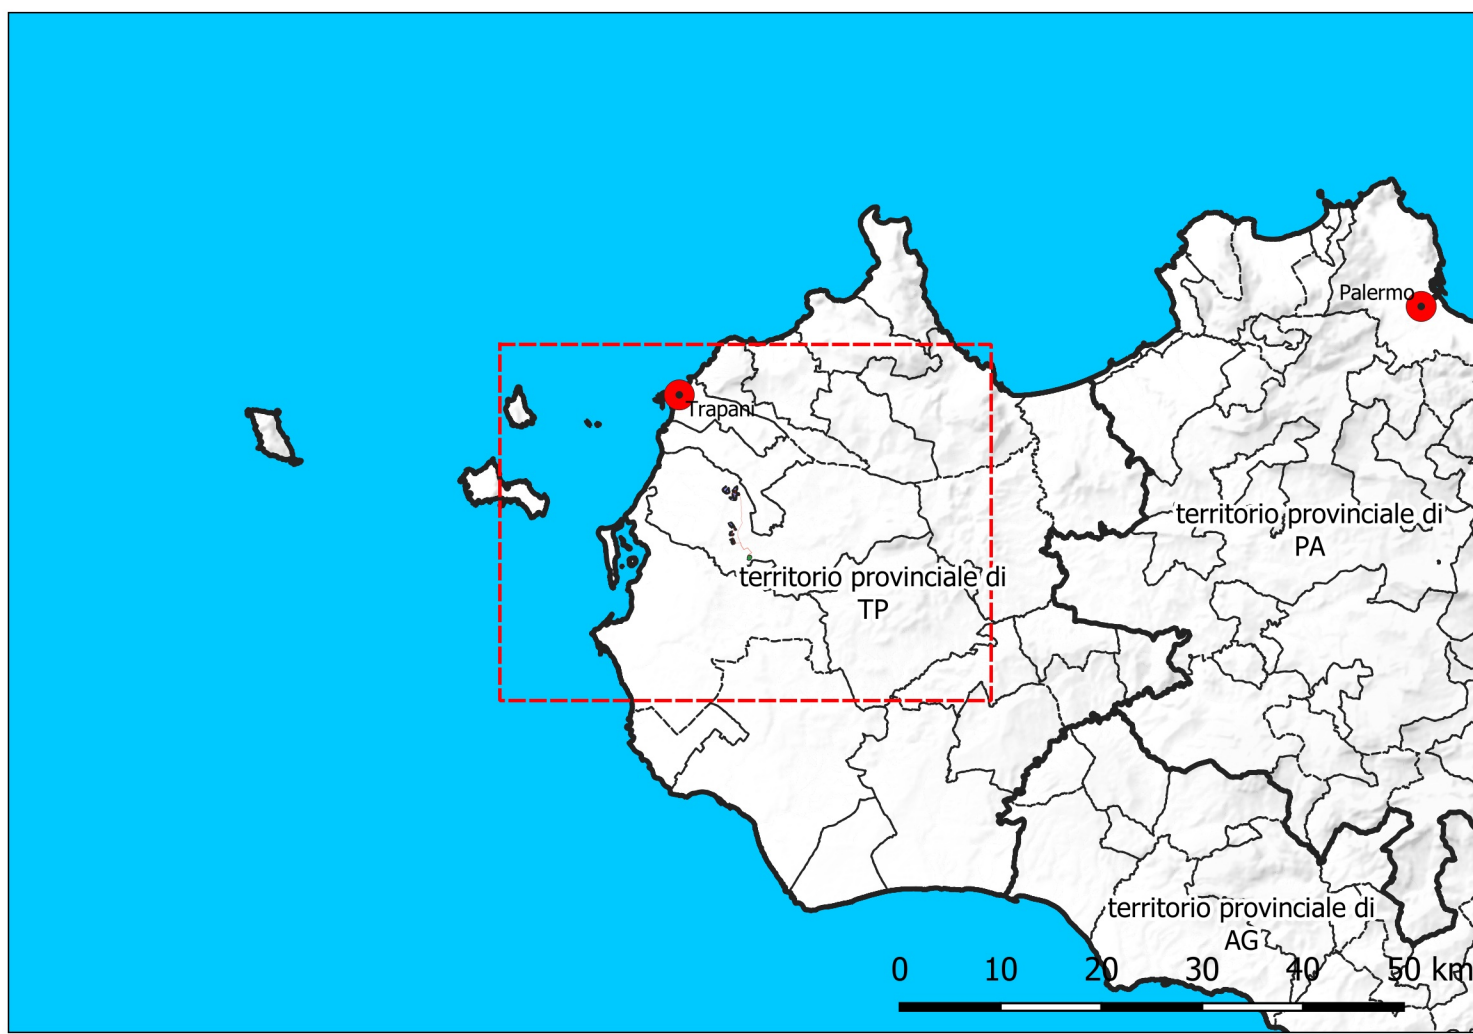 Palermo
Trapani
territorio provinciale di
PA
territorio provinciale di
TP
territorio provinciale di
AG
0 10 20 30 40 50 km